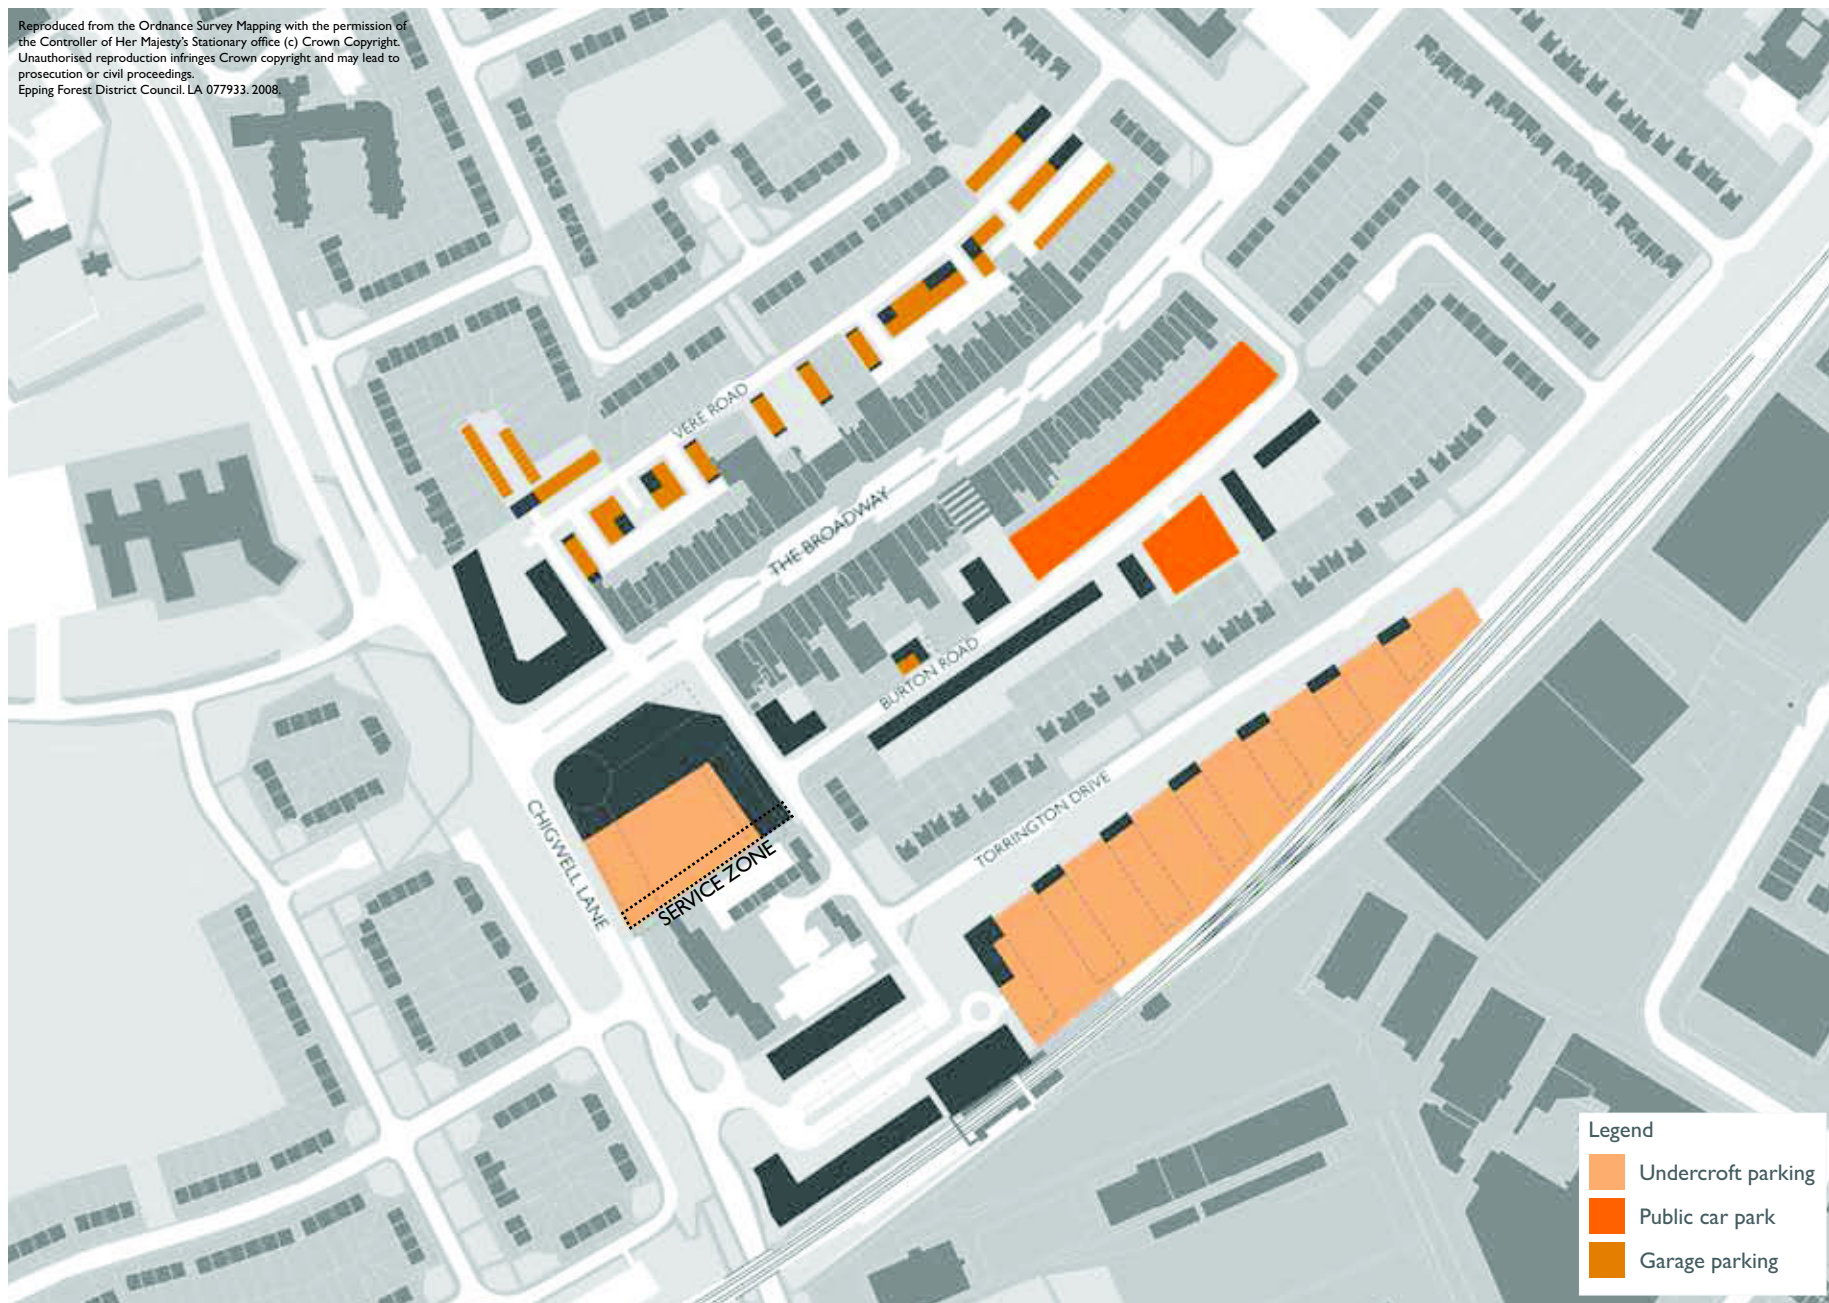 Reproduced from the Ordnance Survey Mapping with the permission of
the Controller of Her Majesty's Stationary office (c) Crown Copyright.
Unauthorised reproduction infringes Crown copyright and may lead to
prosecution or civil proceedings.
Epping Forest District Council. LA 077933. 2008.
VERE ROAD
THE BROADWAY
BURTON ROAD
CHIGWELL LANE
TORRINGTON DRIVE
SERVICE ZONE
Legend
Undercroft parking
Public car park
Garage parking